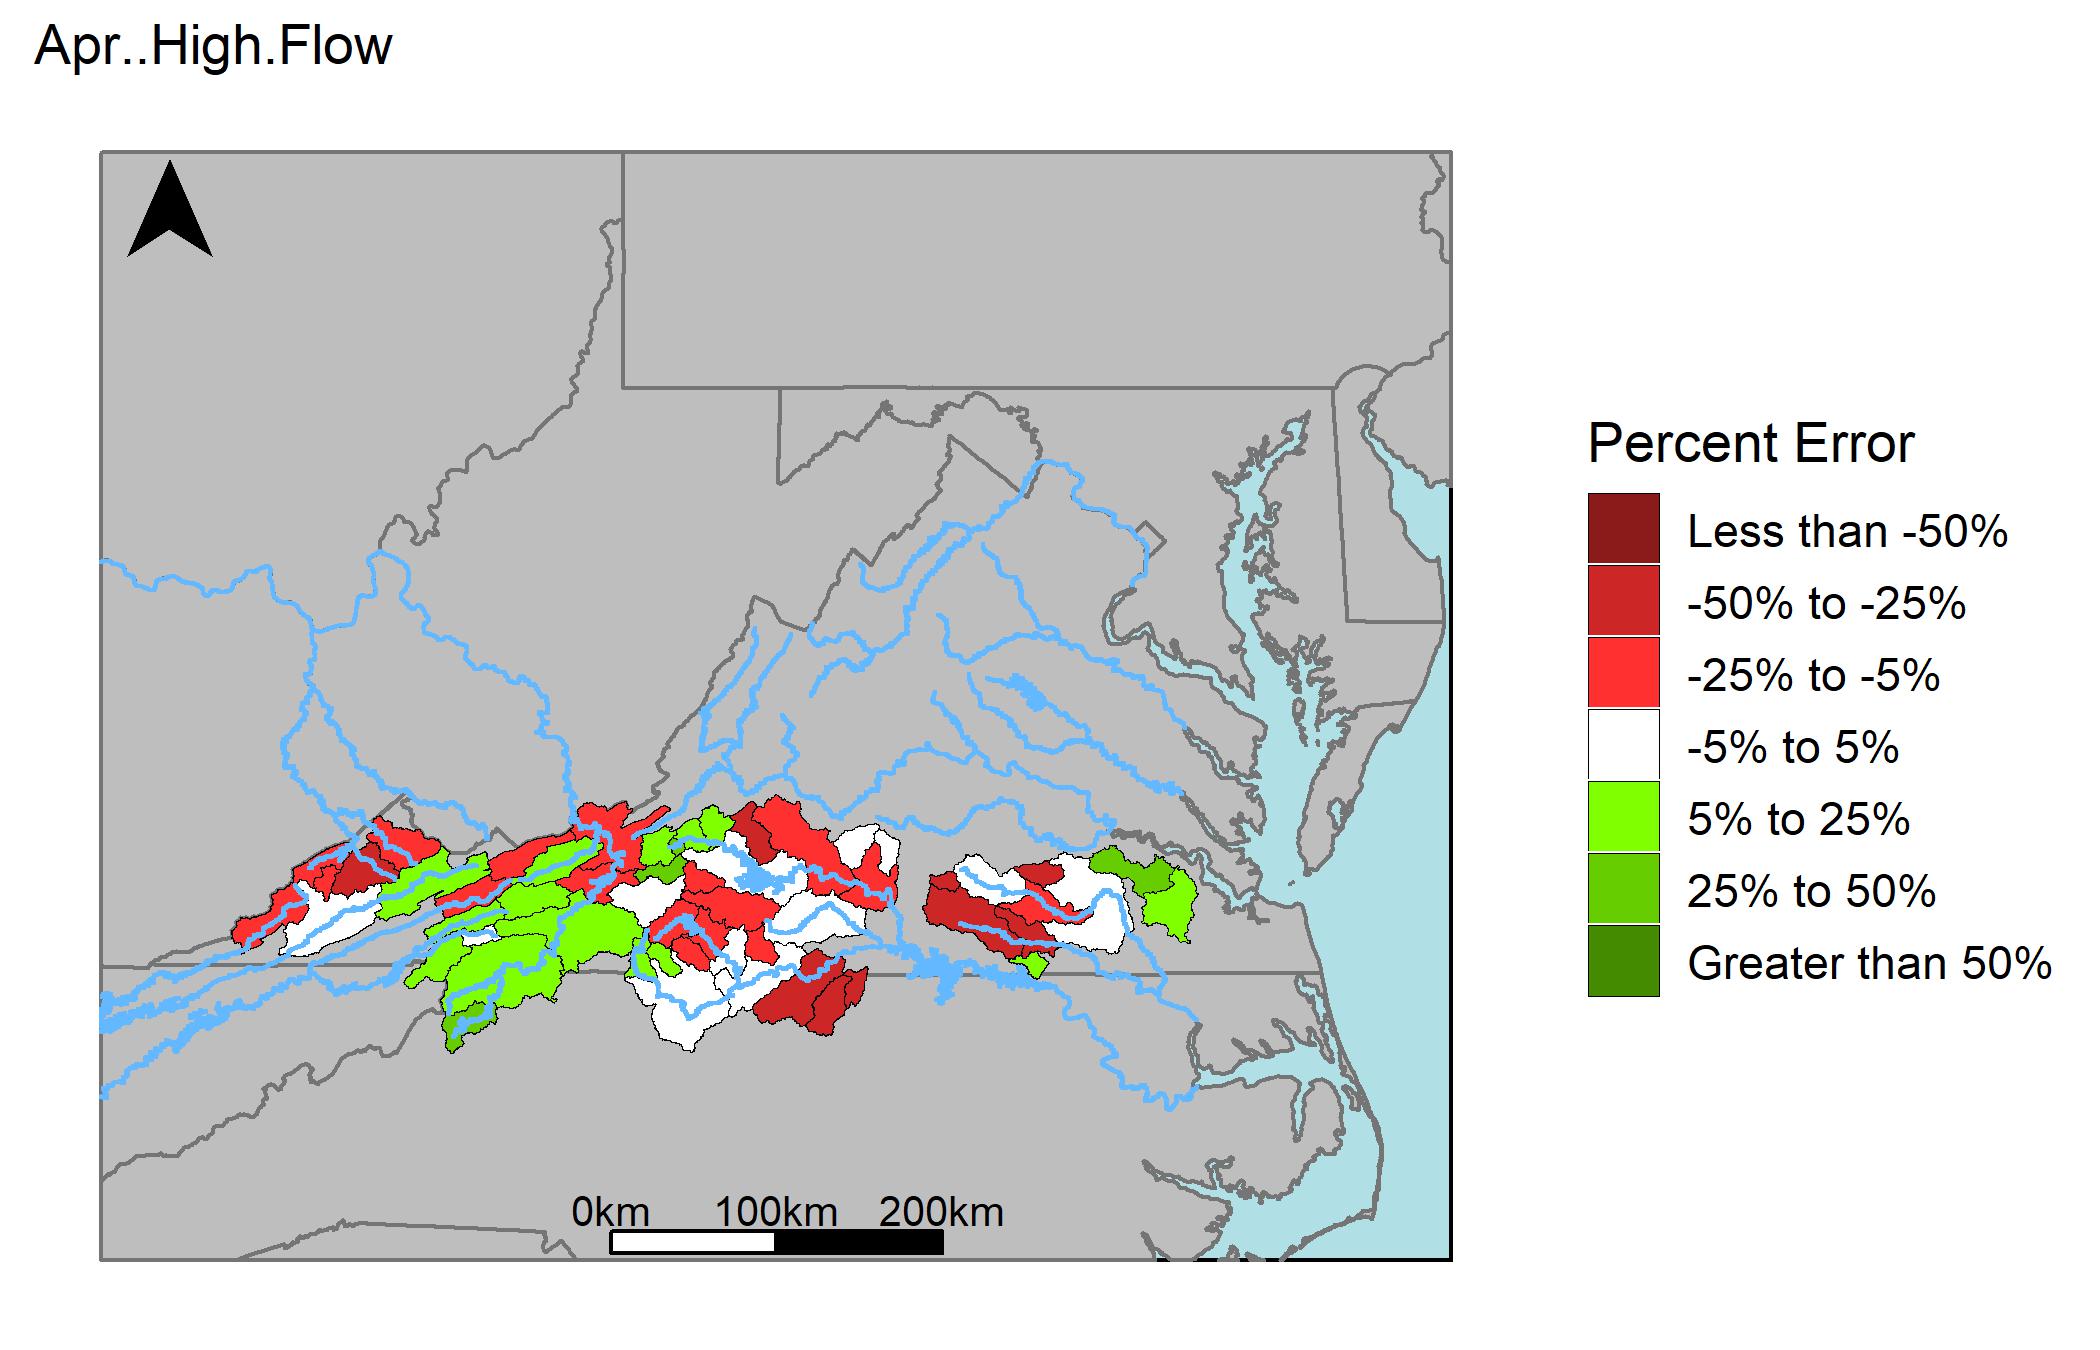 Apr..High.Flow
Percent Error
Less than -50%
-50% to -25%
-25% to -5%
-5% to 5%
5% to 25%
25% to 50%
Greater than 50%
0km 100km 200km